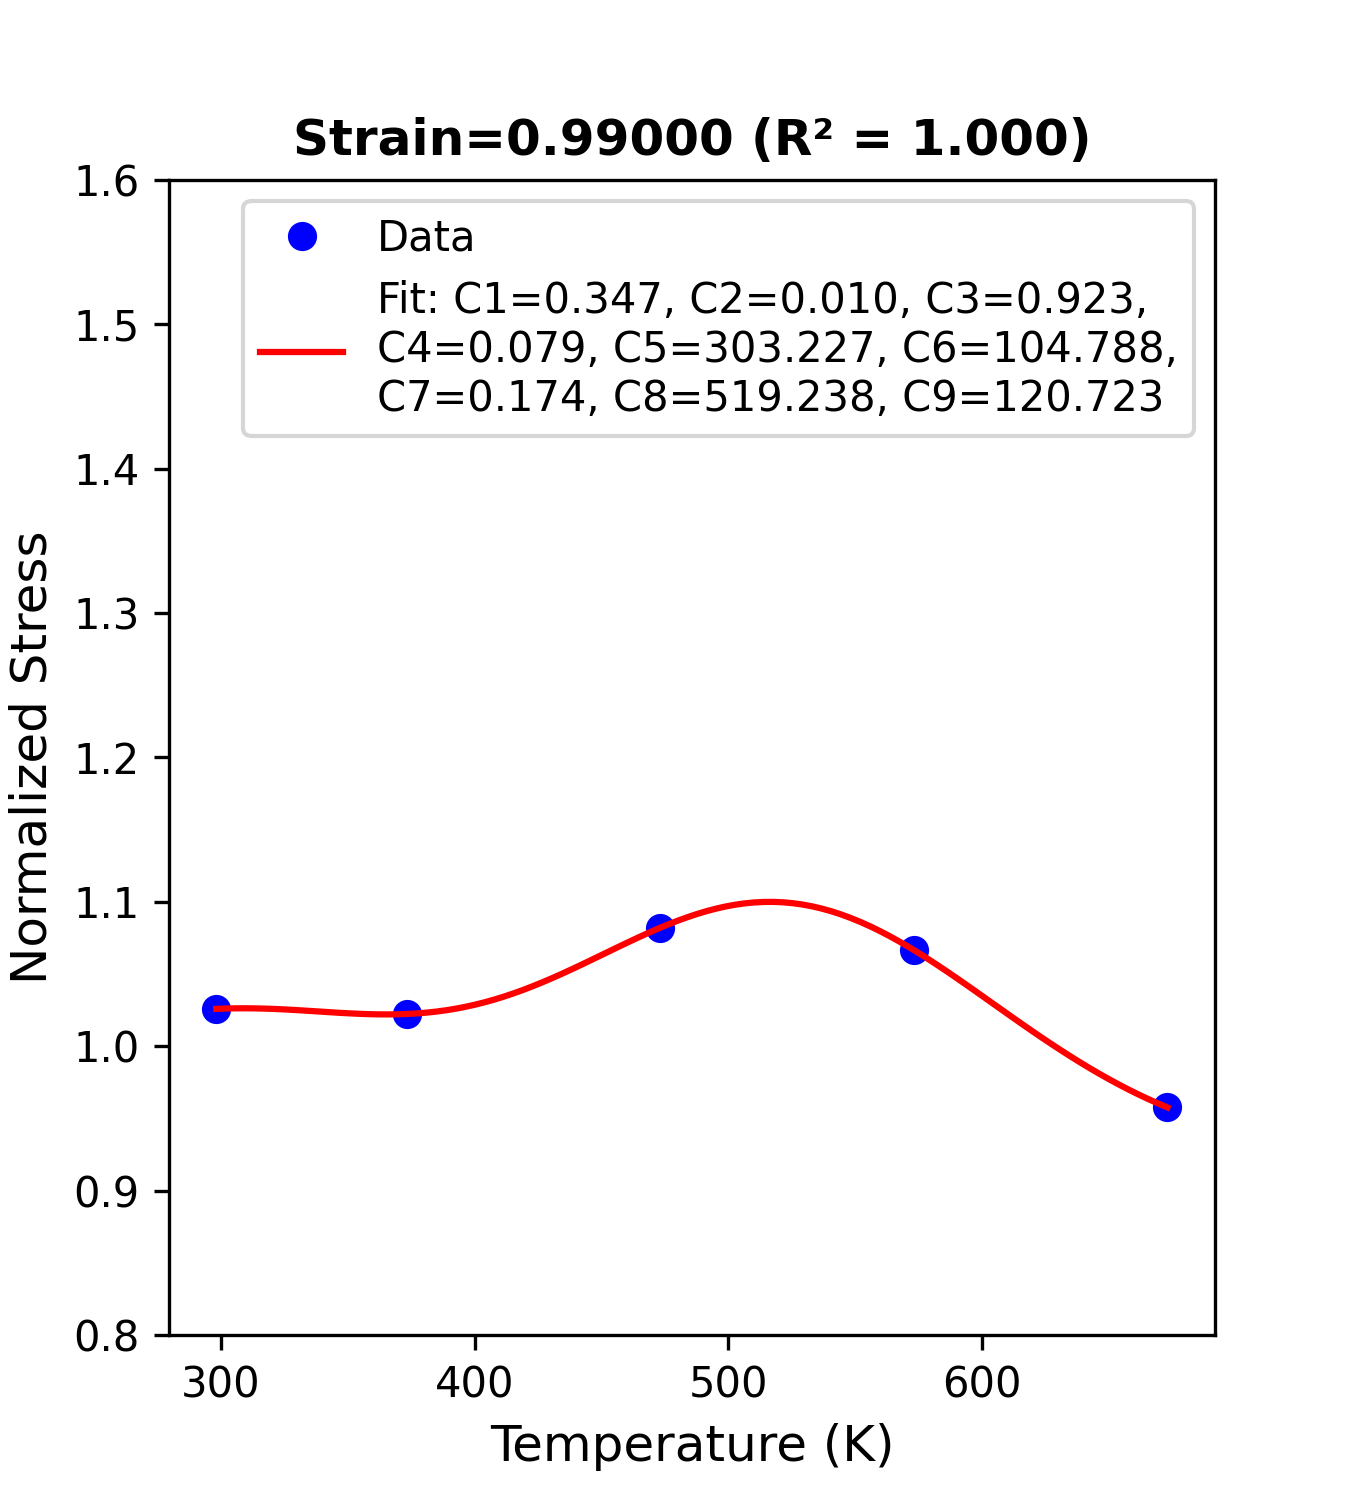 Strain=0.99000 (R² = 1.000)
1.6
1.5
1.4
1.3
1.2
1.1
1.0
0.9
0.8
Normalized Stress
Data
Fit: C1=0.347, C2=0.010, C3=0.923,
C4=0.079, C5=303.227, C6=104.788,
C7=0.174, C8=519.238, C9=120.723
300 400 500 600
Temperature (K)